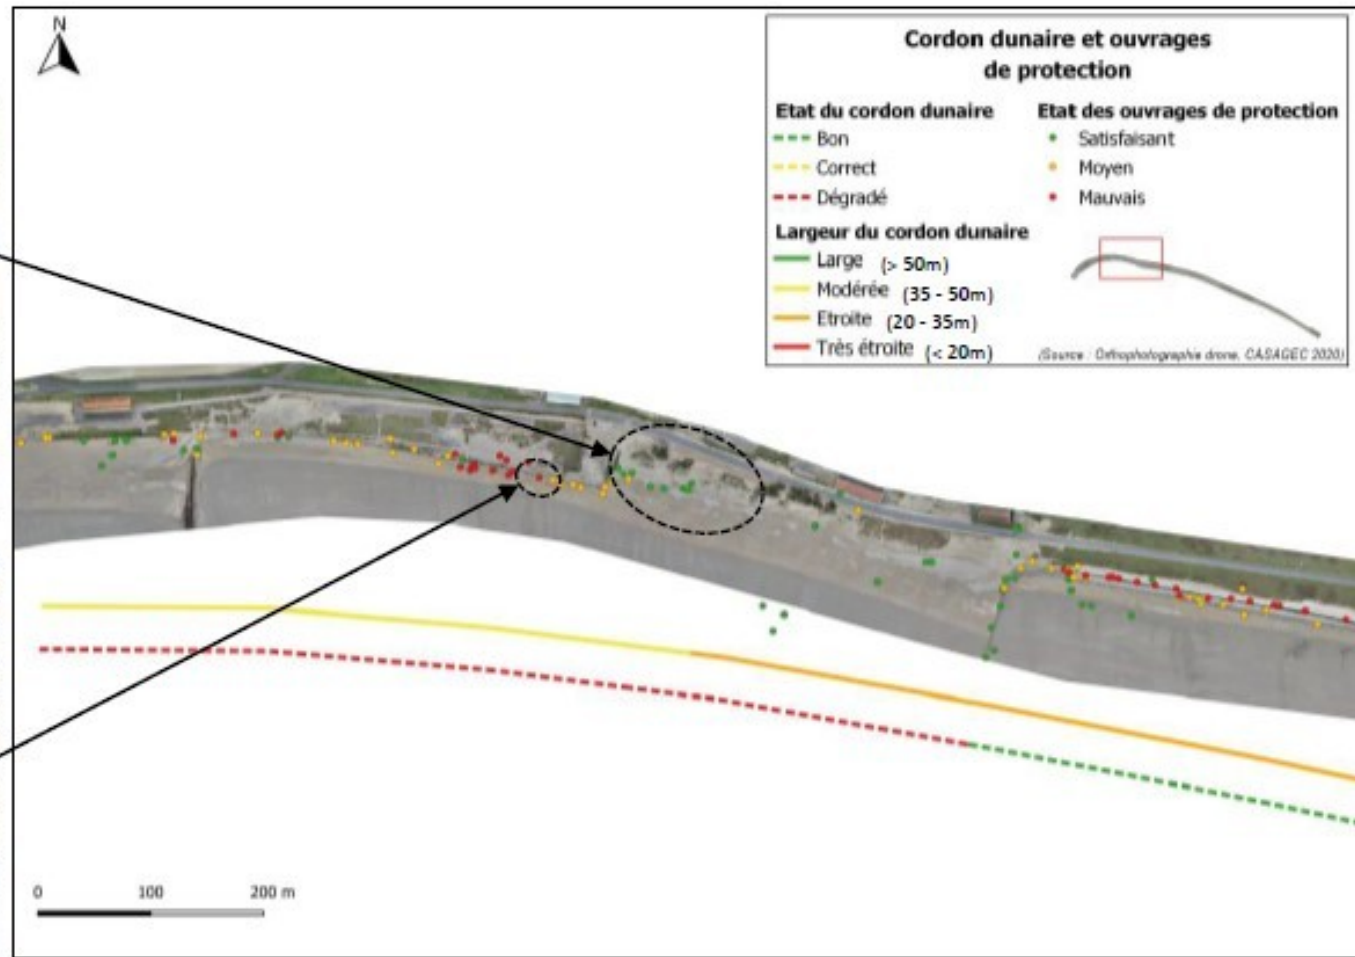 N
Cordon dunaire et ouvrages
de protection
Etat du cordon dunaire
Bon
Correct
Dégradé
Largeur du cordon dunaire
Large (> 50m)
Modérée (35 - 50m)
Etroite (20 - 35m)
Très étroite (< 20m)
Etat des ouvrages de protection
Satisfaisant
Moyen
Mauvais
(Source : Orthophotographie drone, CASAGEC 2020)
0 100 200 m